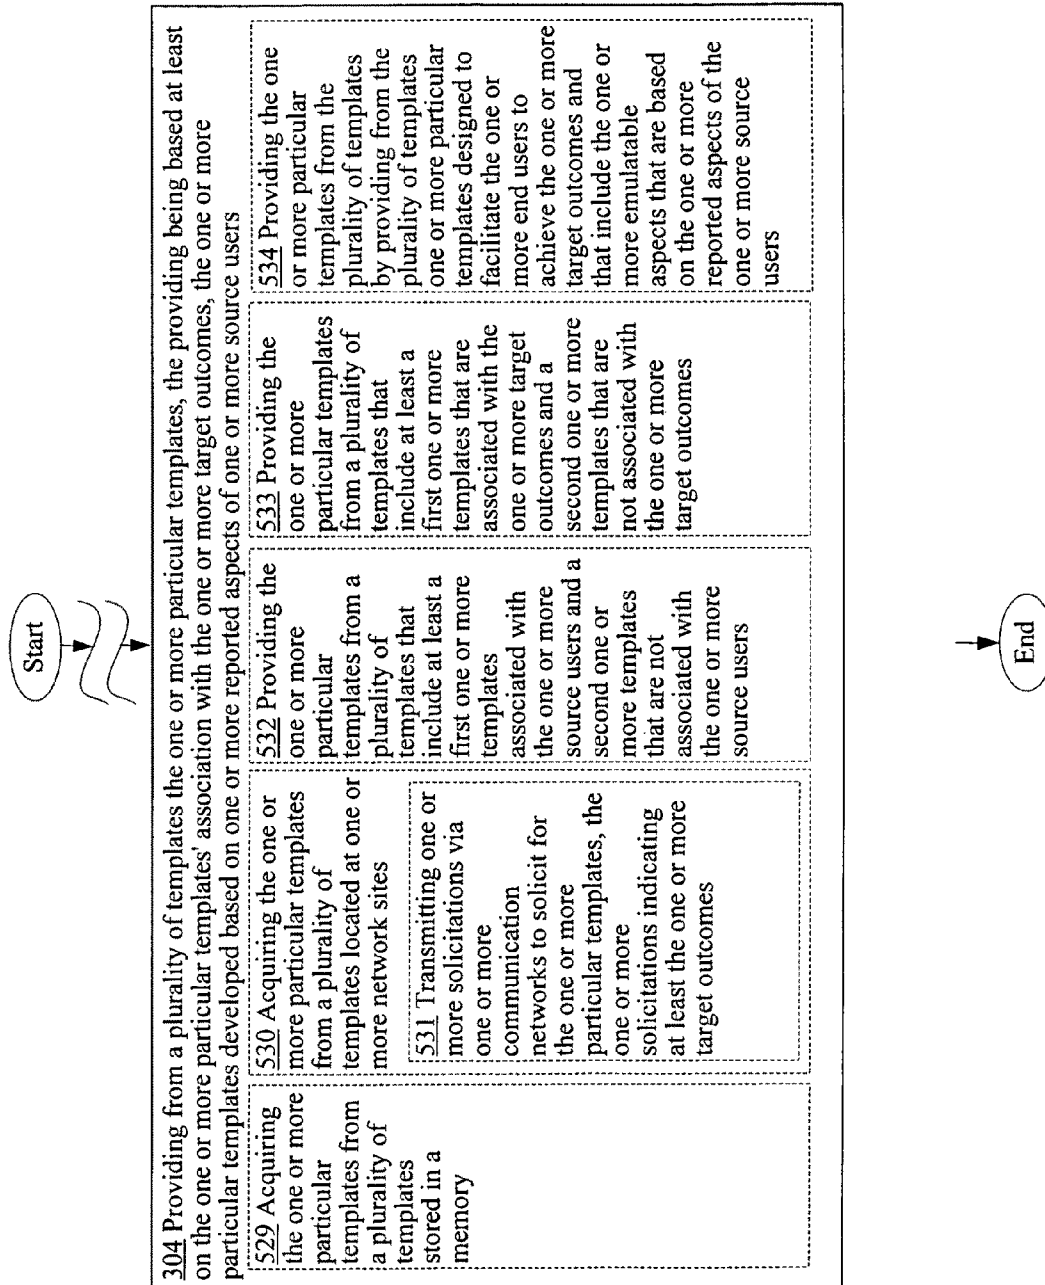 Start
304 Providing from a plurality of templates the one or more particular templates, the providing being based at least
on the one or more particular templates' association with the one or more target outcomes, the one or more
particular templates developed based on one or more reported aspects of one or more source users
529 Acquiring
the one or more
particular
templates from
a plurality of
templates
stored in a
memory
530 Acquiring the one or
more particular templates
from a plurality of
templates located at one or
more network sites
531 Transmitting one or
more solicitations via
one or more
communication
networks to solicit for
the one or more
particular templates, the
one or more
solicitations indicating
at least the one or more
target outcomes
532 Providing the
one or more
particular
templates from a
plurality of
templates that
include at least a
first one or more
templates
associated with
the one or more
source users and a
second one or
more templates
that are not
associated with
the one or more
source users
533 Providing the
one or more
particular templates
from a plurality of
templates that
include at least a
first one or more
templates that are
associated with the
one or more target
outcomes and a
second one or more
templates that are
not associated with
the one or more
target outcomes
534 Providing the one
or more particular
templates from the
plurality of templates
by providing from the
plurality of templates
one or more particular
templates designed to
facilitate the one or
more end users to
achieve the one or more
target outcomes and
that include the one or
more emulatable
aspects that are based
on the one or more
reported aspects of the
one or more source
users
End